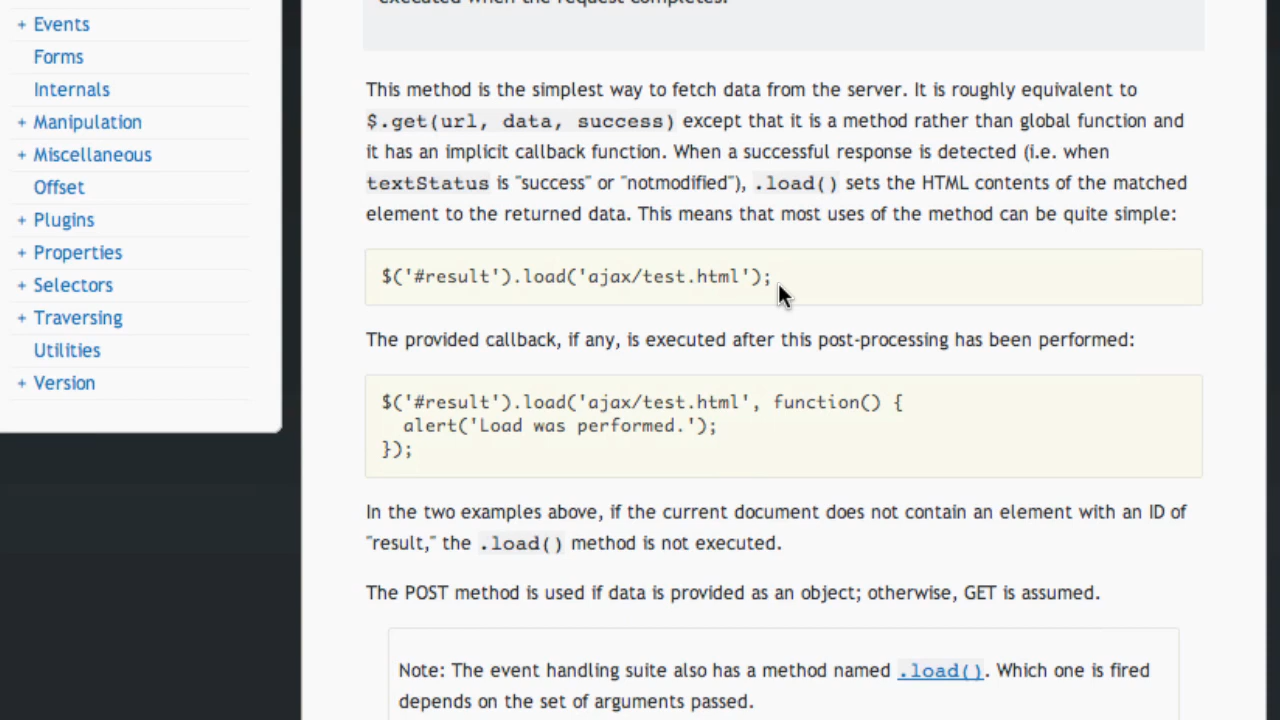 + Events
Forms
Internals
+ Manipulation
+ Miscellaneous
Offset
+ Plugins
+ Properties
+ Selectors
+ Traversing
Utilities
+ Version
executed when the request completes.
This method is the simplest way to fetch data from the server. It is roughly equivalent to
$.get(url, data, success) except that it is a method rather than global function and
it has an implicit callback function. When a successful response is detected (i.e. when
textStatus is "success" or "notmodified"), .load() sets the HTML contents of the matched
element to the returned data. This means that most uses of the method can be quite simple:
$('#result').load('ajax/test.html');
The provided callback, if any, is executed after this post-processing has been performed:
$('#result').load('ajax/test.html', function() {
  alert('Load was performed.');
});
In the two examples above, if the current document does not contain an element with an ID of
"result," the .load() method is not executed.
The POST method is used if data is provided as an object; otherwise, GET is assumed.
Note: The event handling suite also has a method named .load(). Which one is fired
depends on the set of arguments passed.